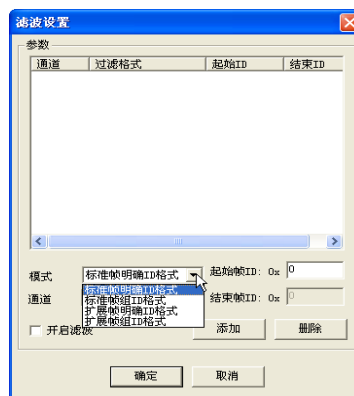 滤波设置
参数
通道 过滤格式 起始ID 结束ID
模式 标准帧明确ID格式 起始帧ID: 0x 0
标准帧明确ID格式
标准帧组ID格式
扩展帧明确ID格式
扩展帧组ID格式
通道 结束帧ID: 0x 0
开启滤波 添加 删除
确定 取消